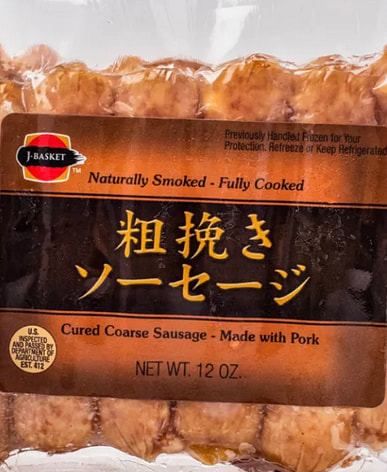 Previously Handled Frozen for Your
Protection. Refreeze or Keep Refrigerated
J-BASKET
TM
Naturally Smoked - Fully Cooked
粗挽き
ソーセージ
U.S.
INSPECTED
AND PASSED BY
DEPARTMENT OF
AGRICULTURE
EST. 412
Cured Coarse Sausage - Made with Pork
NET WT. 12 OZ.